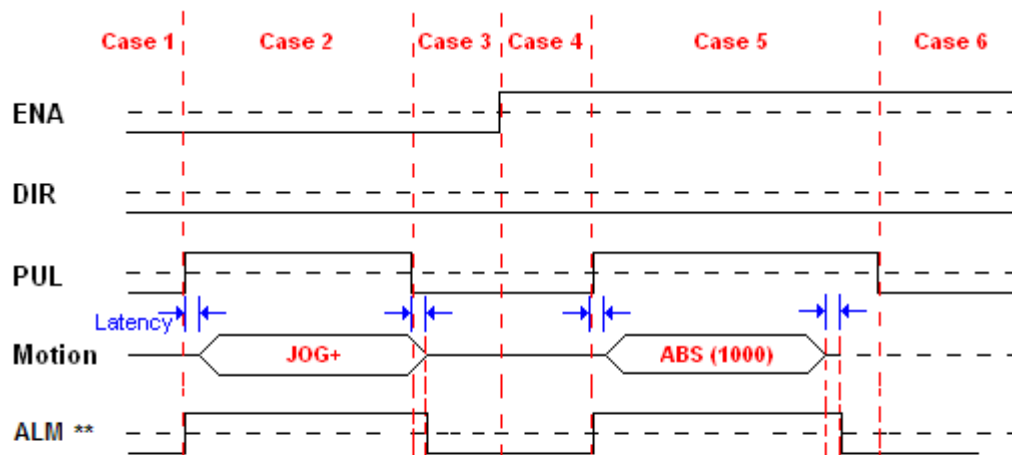 Case 1 Case 2 Case 3 Case 4 Case 5 Case 6
ENA
DIR
PUL
Latency
Motion JOG+ ABS (1000)
ALM **